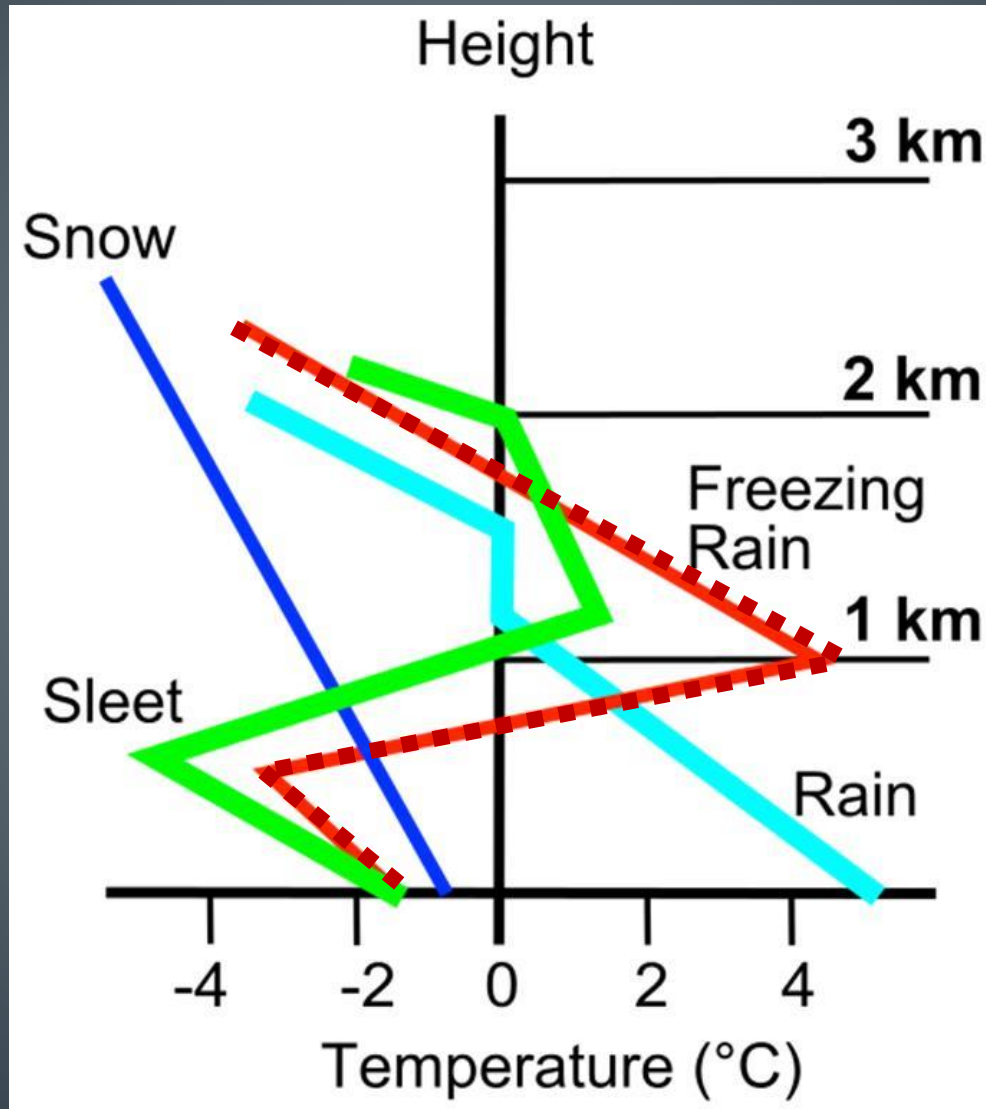 Height
3 km
Snow
2 km
Freezing
Rain
1 km
Sleet
Rain
-4 -2 0 2 4
Temperature (°C)